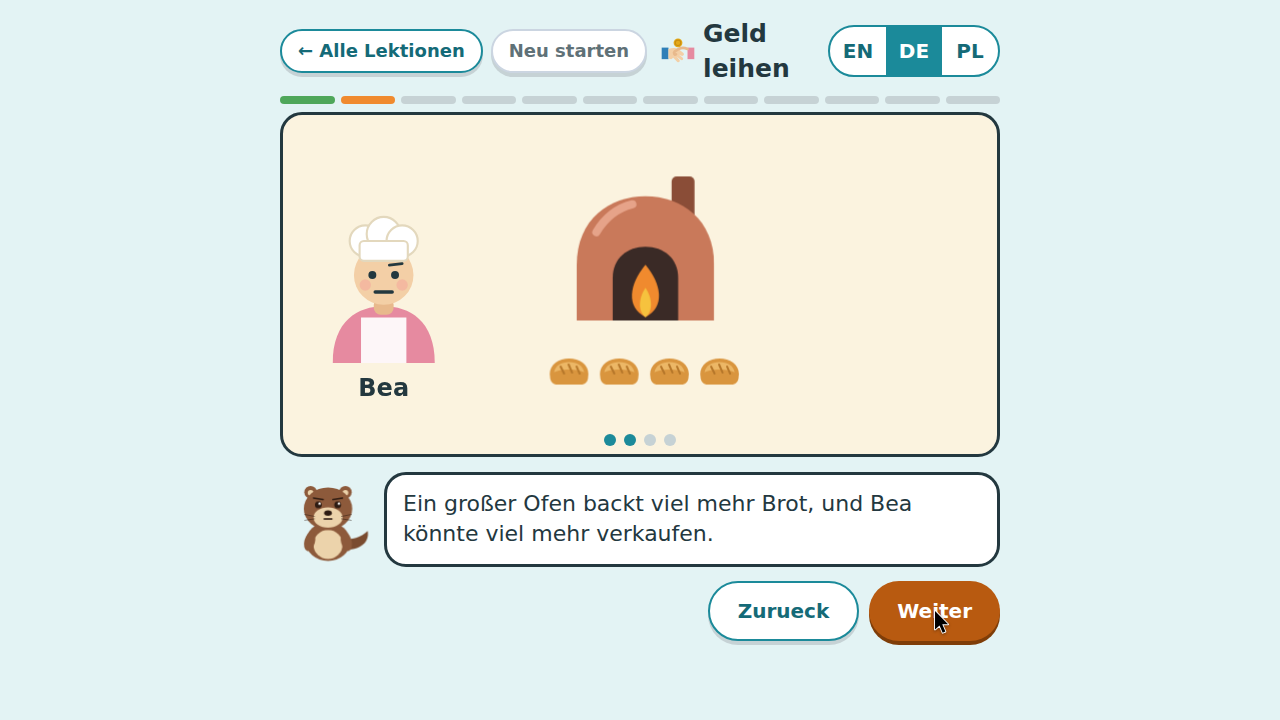 ← Alle Lektionen
Neu starten
Geld
leihen
EN DE PL
Bea
Ein großer Ofen backt viel mehr Brot, und Bea
könnte viel mehr verkaufen.
Zurueck
Weiter